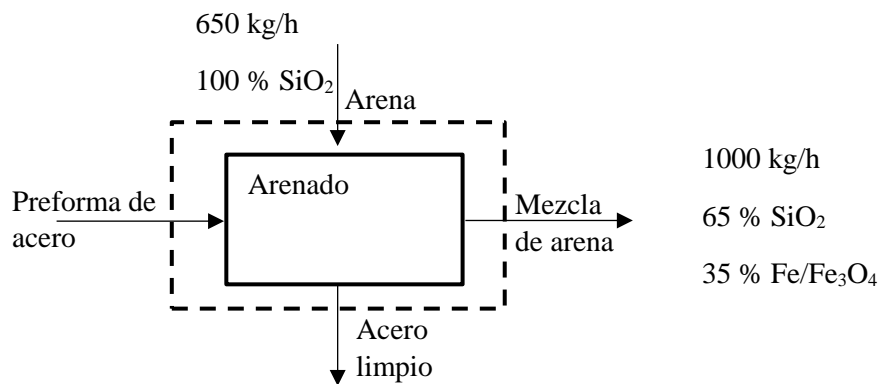 650 kg/h
100 % SiO₂
Arena
Arenado
Preforma de
acero
Mezcla
de arena
1000 kg/h
65 % SiO₂
35 % Fe/Fe₃O₄
Acero
limpio